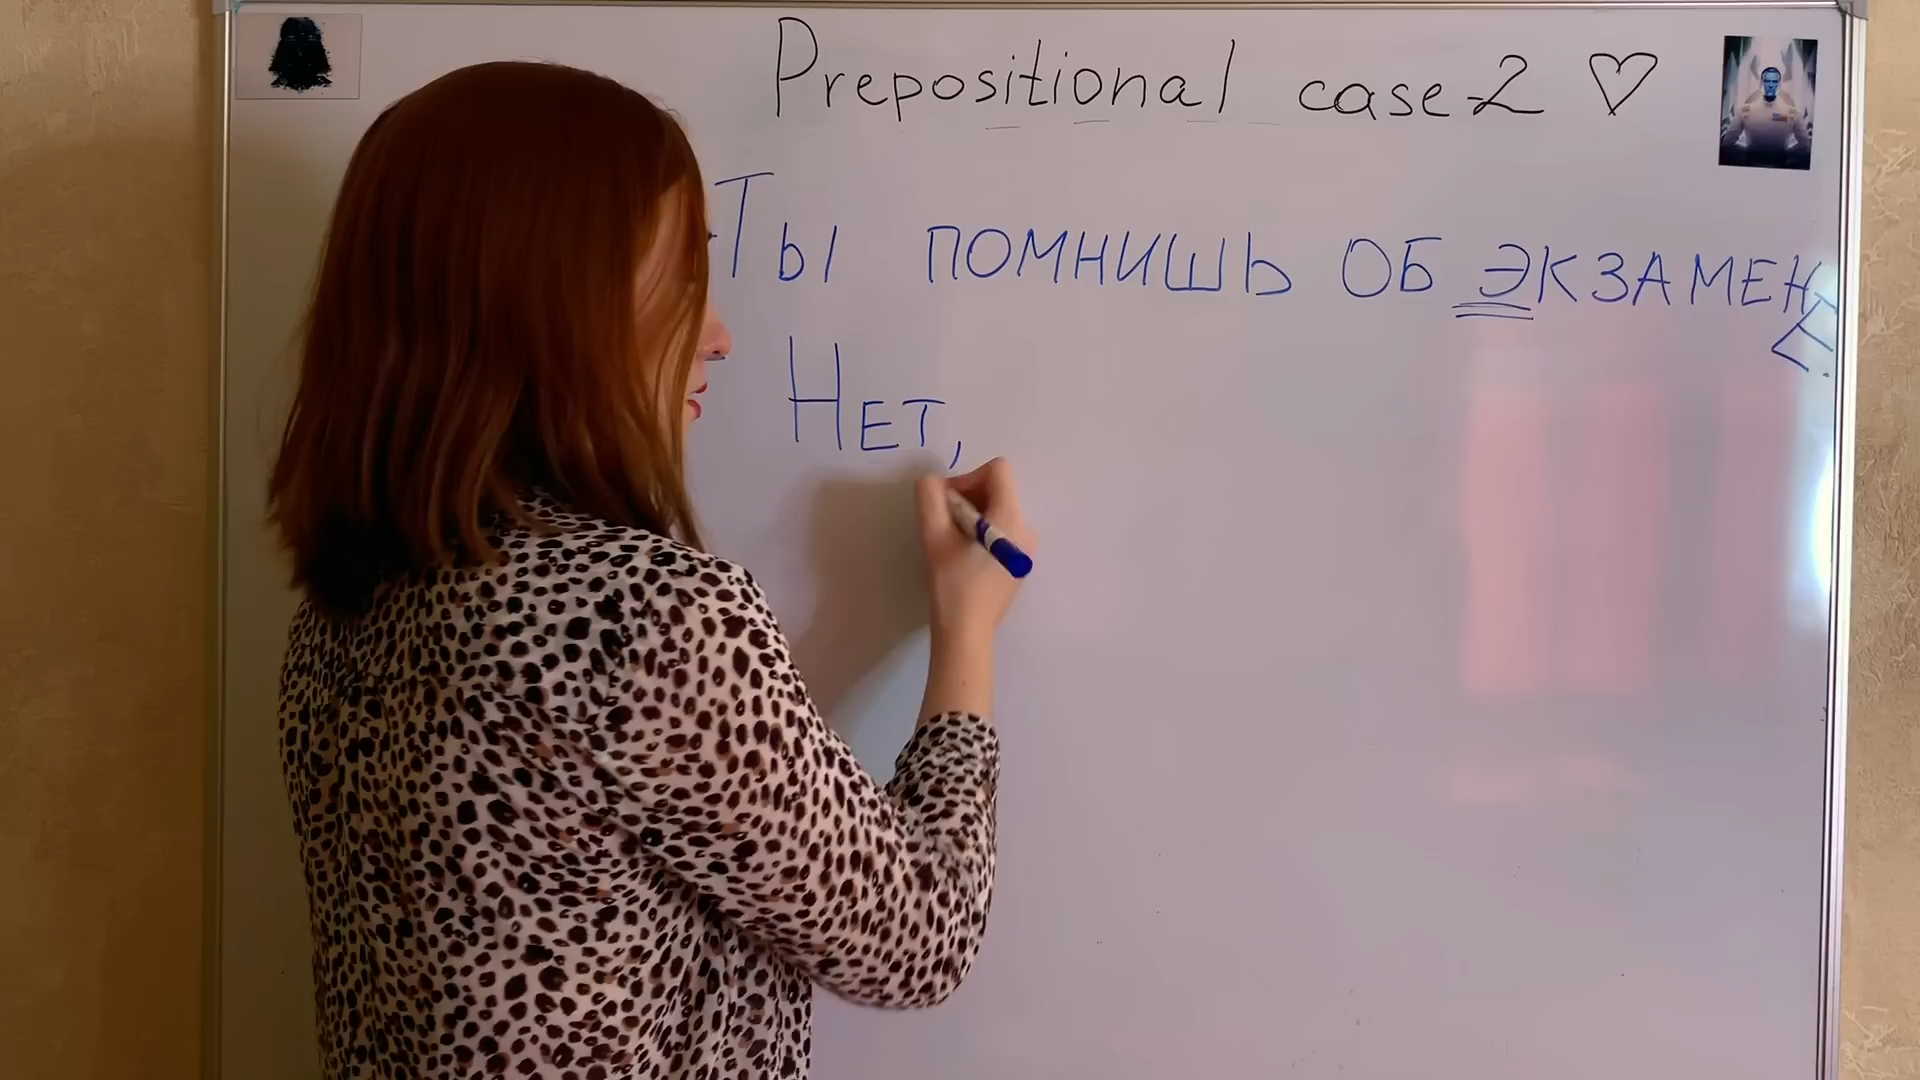 Prepositional case-2 ♡
Ты помнишь об экзамене
Нет,